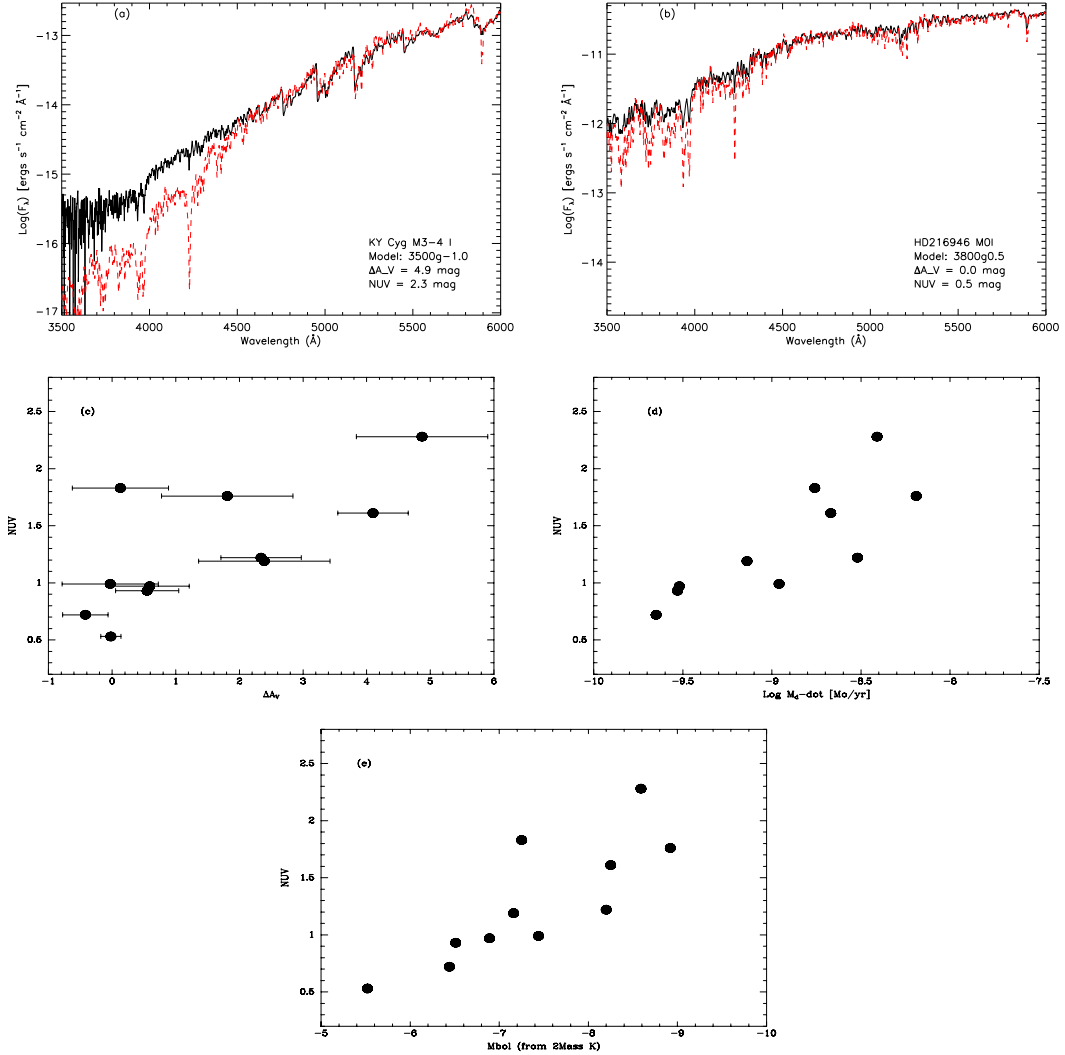 (a)
Log(Fλ) [ergs s⁻¹ cm⁻² Å⁻¹]
-13
-14
-15
-16
-17
KY Cyg M3-4 I
Model: 3500g-1.0
ΔA_V = 4.9 mag
NUV = 2.3 mag
3500 4000 4500 5000 5500 6000
Wavelength (Å)
(b)
Log(Fλ) [ergs s⁻¹ cm⁻² Å⁻¹]
-11
-12
-13
-14
HD216946 M0I
Model: 3800g0.5
ΔA_V = 0.0 mag
NUV = 0.5 mag
3500 4000 4500 5000 5500 6000
Wavelength (Å)
(c)
NUV
2.5
2
1.5
1
0.5
-1 0 1 2 3 4 5 6
ΔAᵥ
(d)
NUV
2.5
2
1.5
1
0.5
-10 -9.5 -9 -8.5 -8 -7.5
Log M_d-dot [Mo/yr]
(e)
NUV
2.5
2
1.5
1
0.5
-5 -6 -7 -8 -9 -10
Mbol (from 2Mass K)